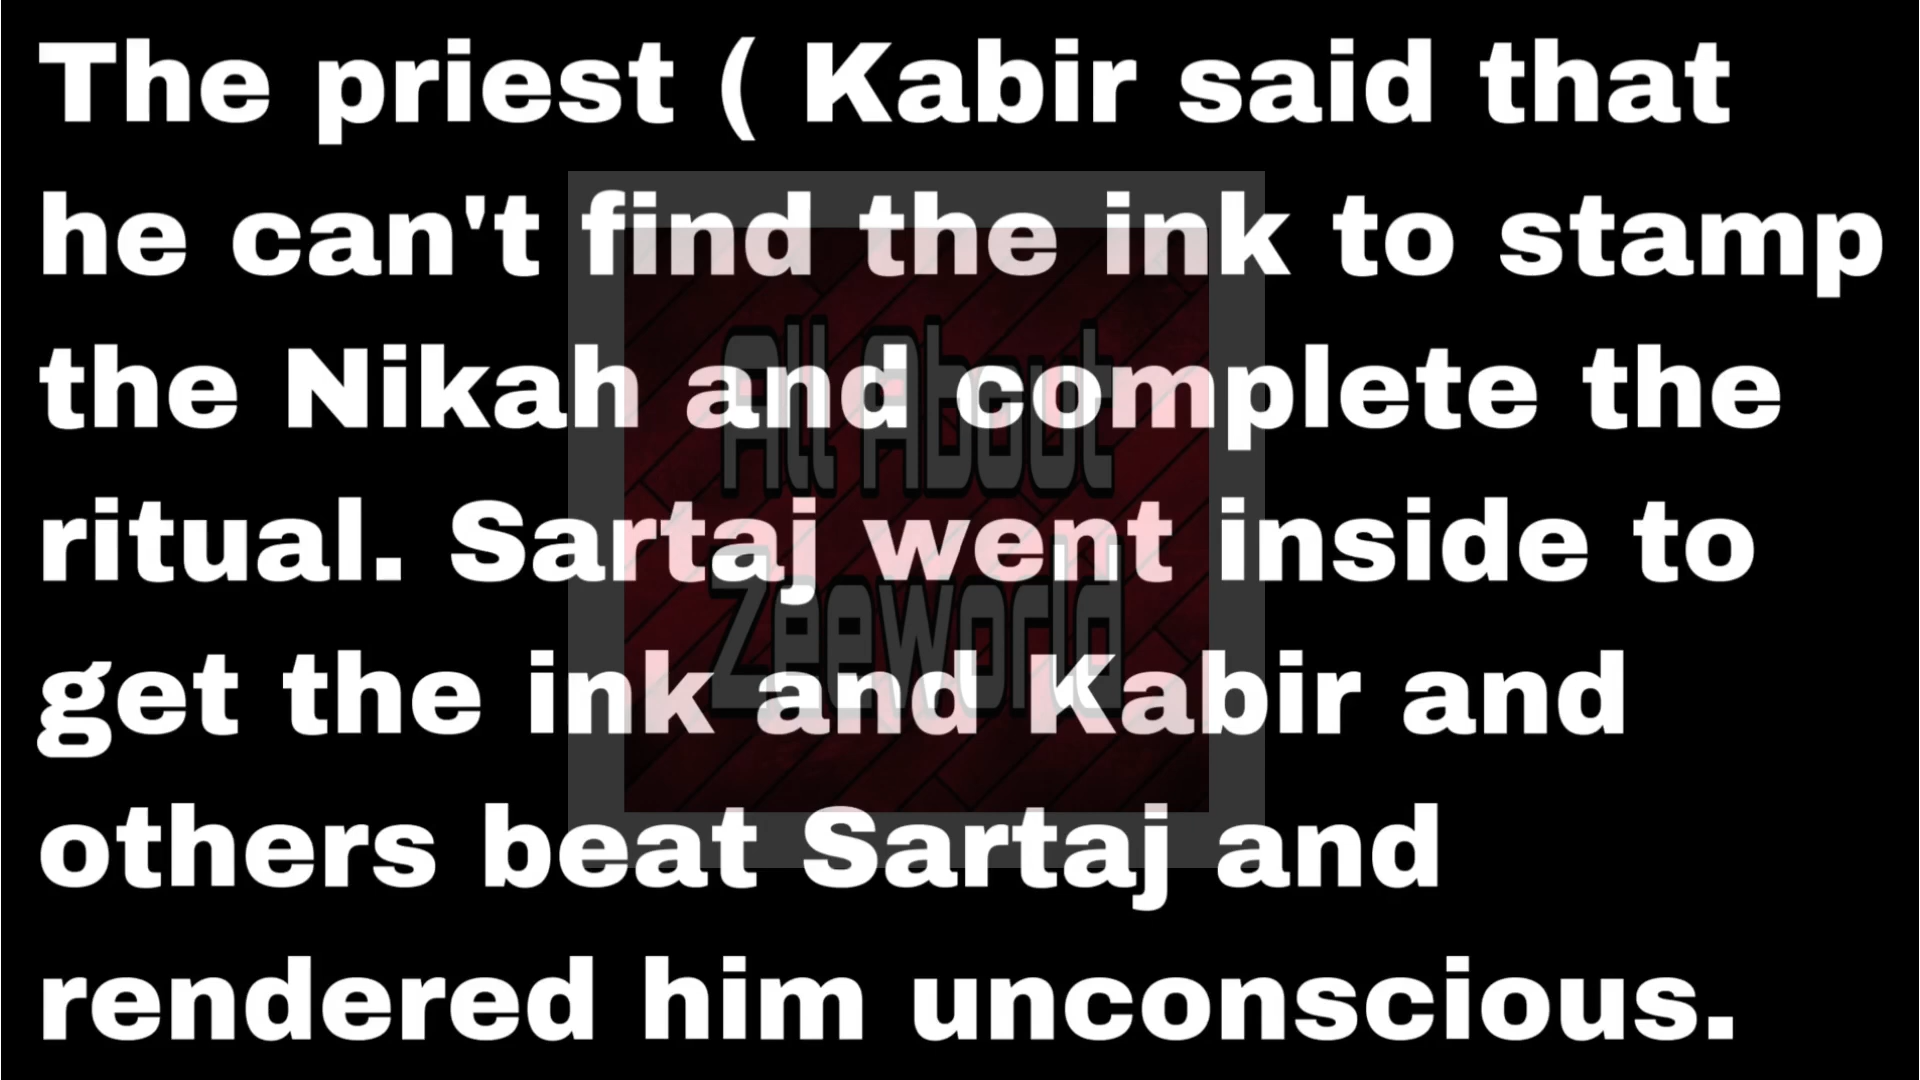 The priest ( Kabir said that
he can't find the ink to stamp
the Nikah and complete the
ritual. Sartaj went inside to
get the ink and Kabir and
others beat Sartaj and
rendered him unconscious.
All About
Zeeworld